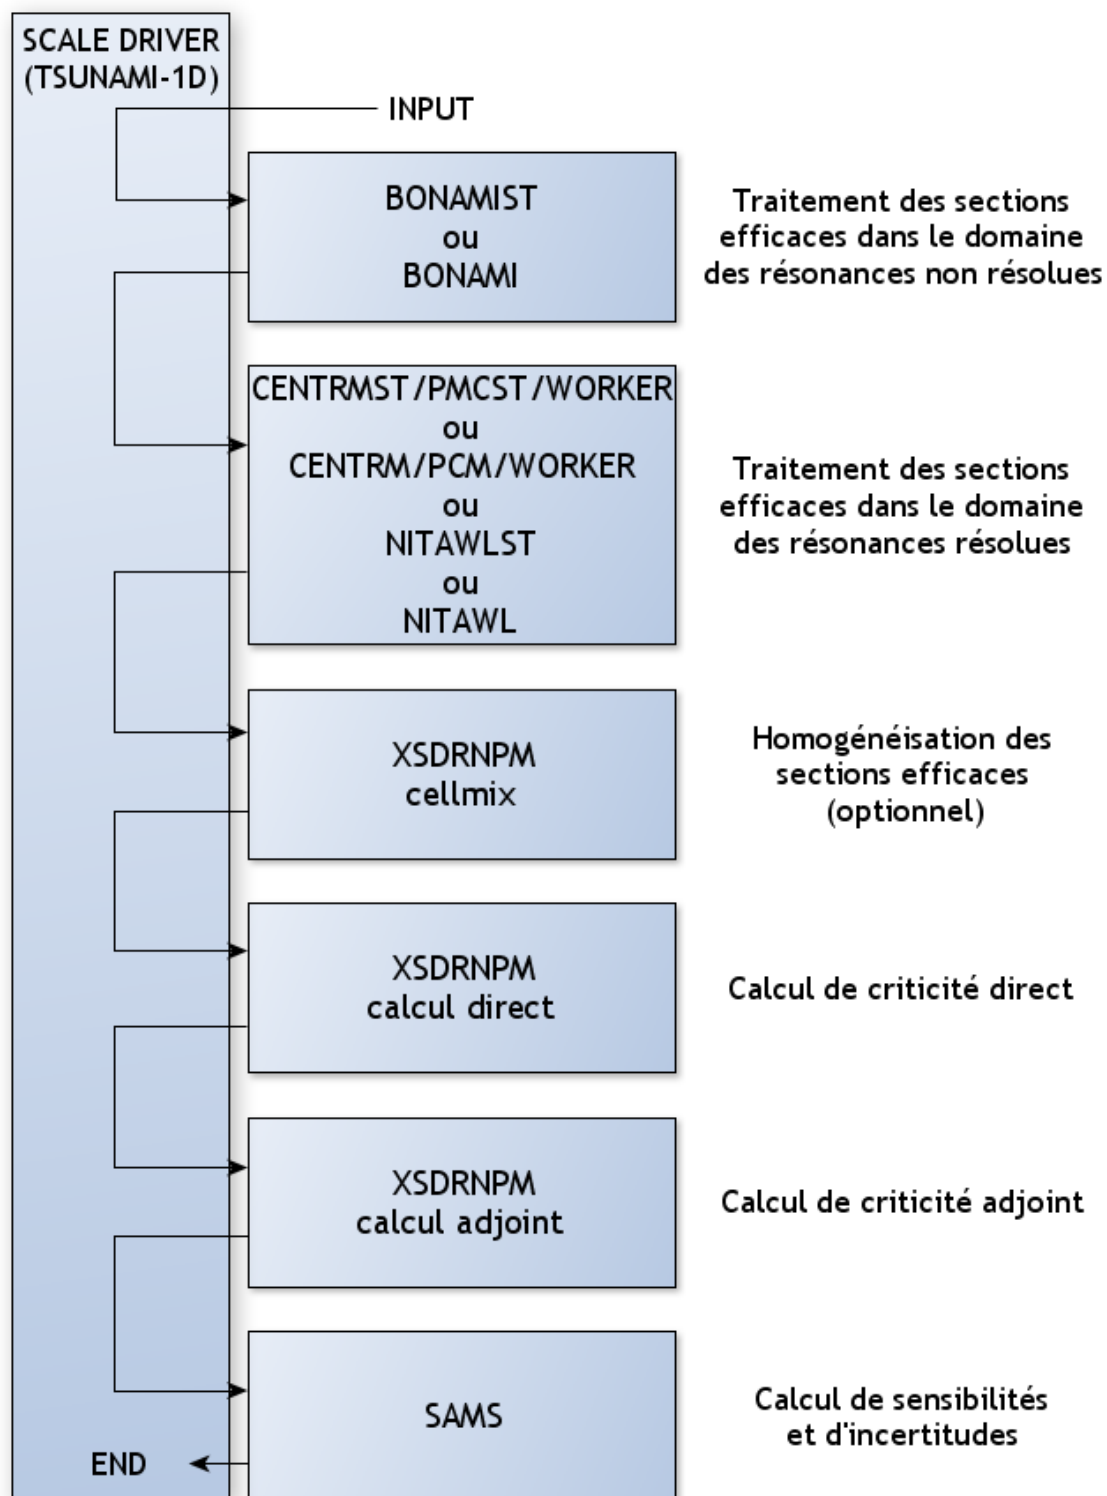 SCALE DRIVER
(TSUNAMI-1D)
INPUT
BONAMIST
ou
BONAMI
Traitement des sections
efficaces dans le domaine
des résonances non résolues
CENTRMST/PMCST/WORKER
ou
CENTRM/PCM/WORKER
ou
NITAWLST
ou
NITAWL
Traitement des sections
efficaces dans le domaine
des résonances résolues
XSDRNPM
cellmix
Homogénéisation des
sections efficaces
(optionnel)
XSDRNPM
calcul direct
Calcul de criticité direct
XSDRNPM
calcul adjoint
Calcul de criticité adjoint
SAMS
Calcul de sensibilités
et d'incertitudes
END